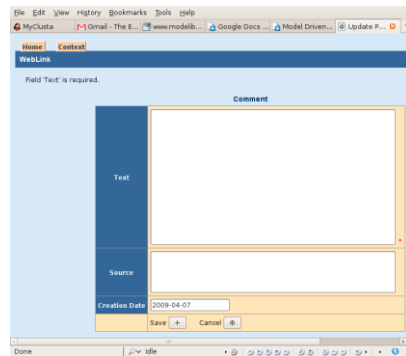 File Edit View History Bookmarks Tools Help
MyClusta Gmail - The E... www.modelib... Google Docs ... Model Driven... Update P...
Home Context
WebLink
Field 'Text' is required.
Comment
Text
*
Source
Creation Date 2009-04-07
Save + Cancel
Done Idle